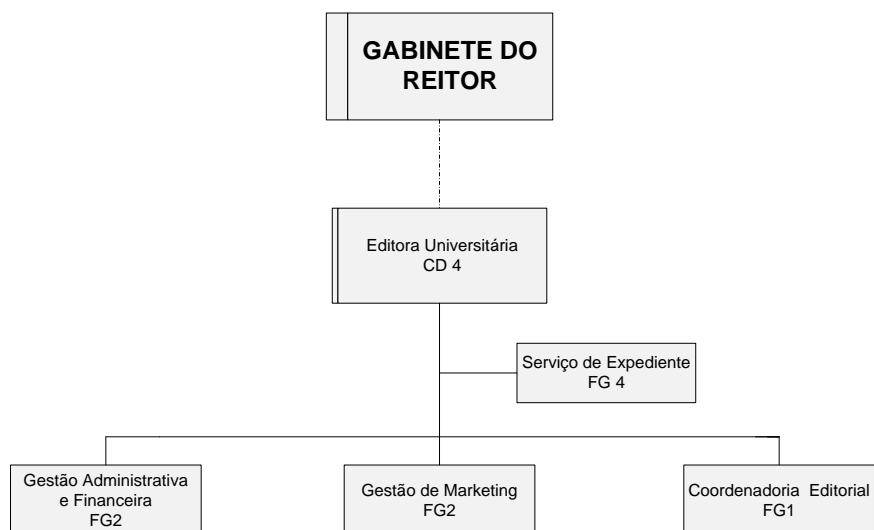 GABINETE DO
REITOR
Editora Universitária
CD 4
Serviço de Expediente
FG 4
Gestão Administrativa
e Financeira
FG2
Gestão de Marketing
FG2
Coordenadoria Editorial
FG1